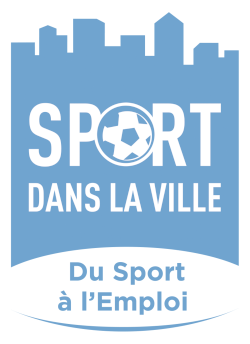 SPORT
DANS LA VILLE
Du Sport
à l'Emploi